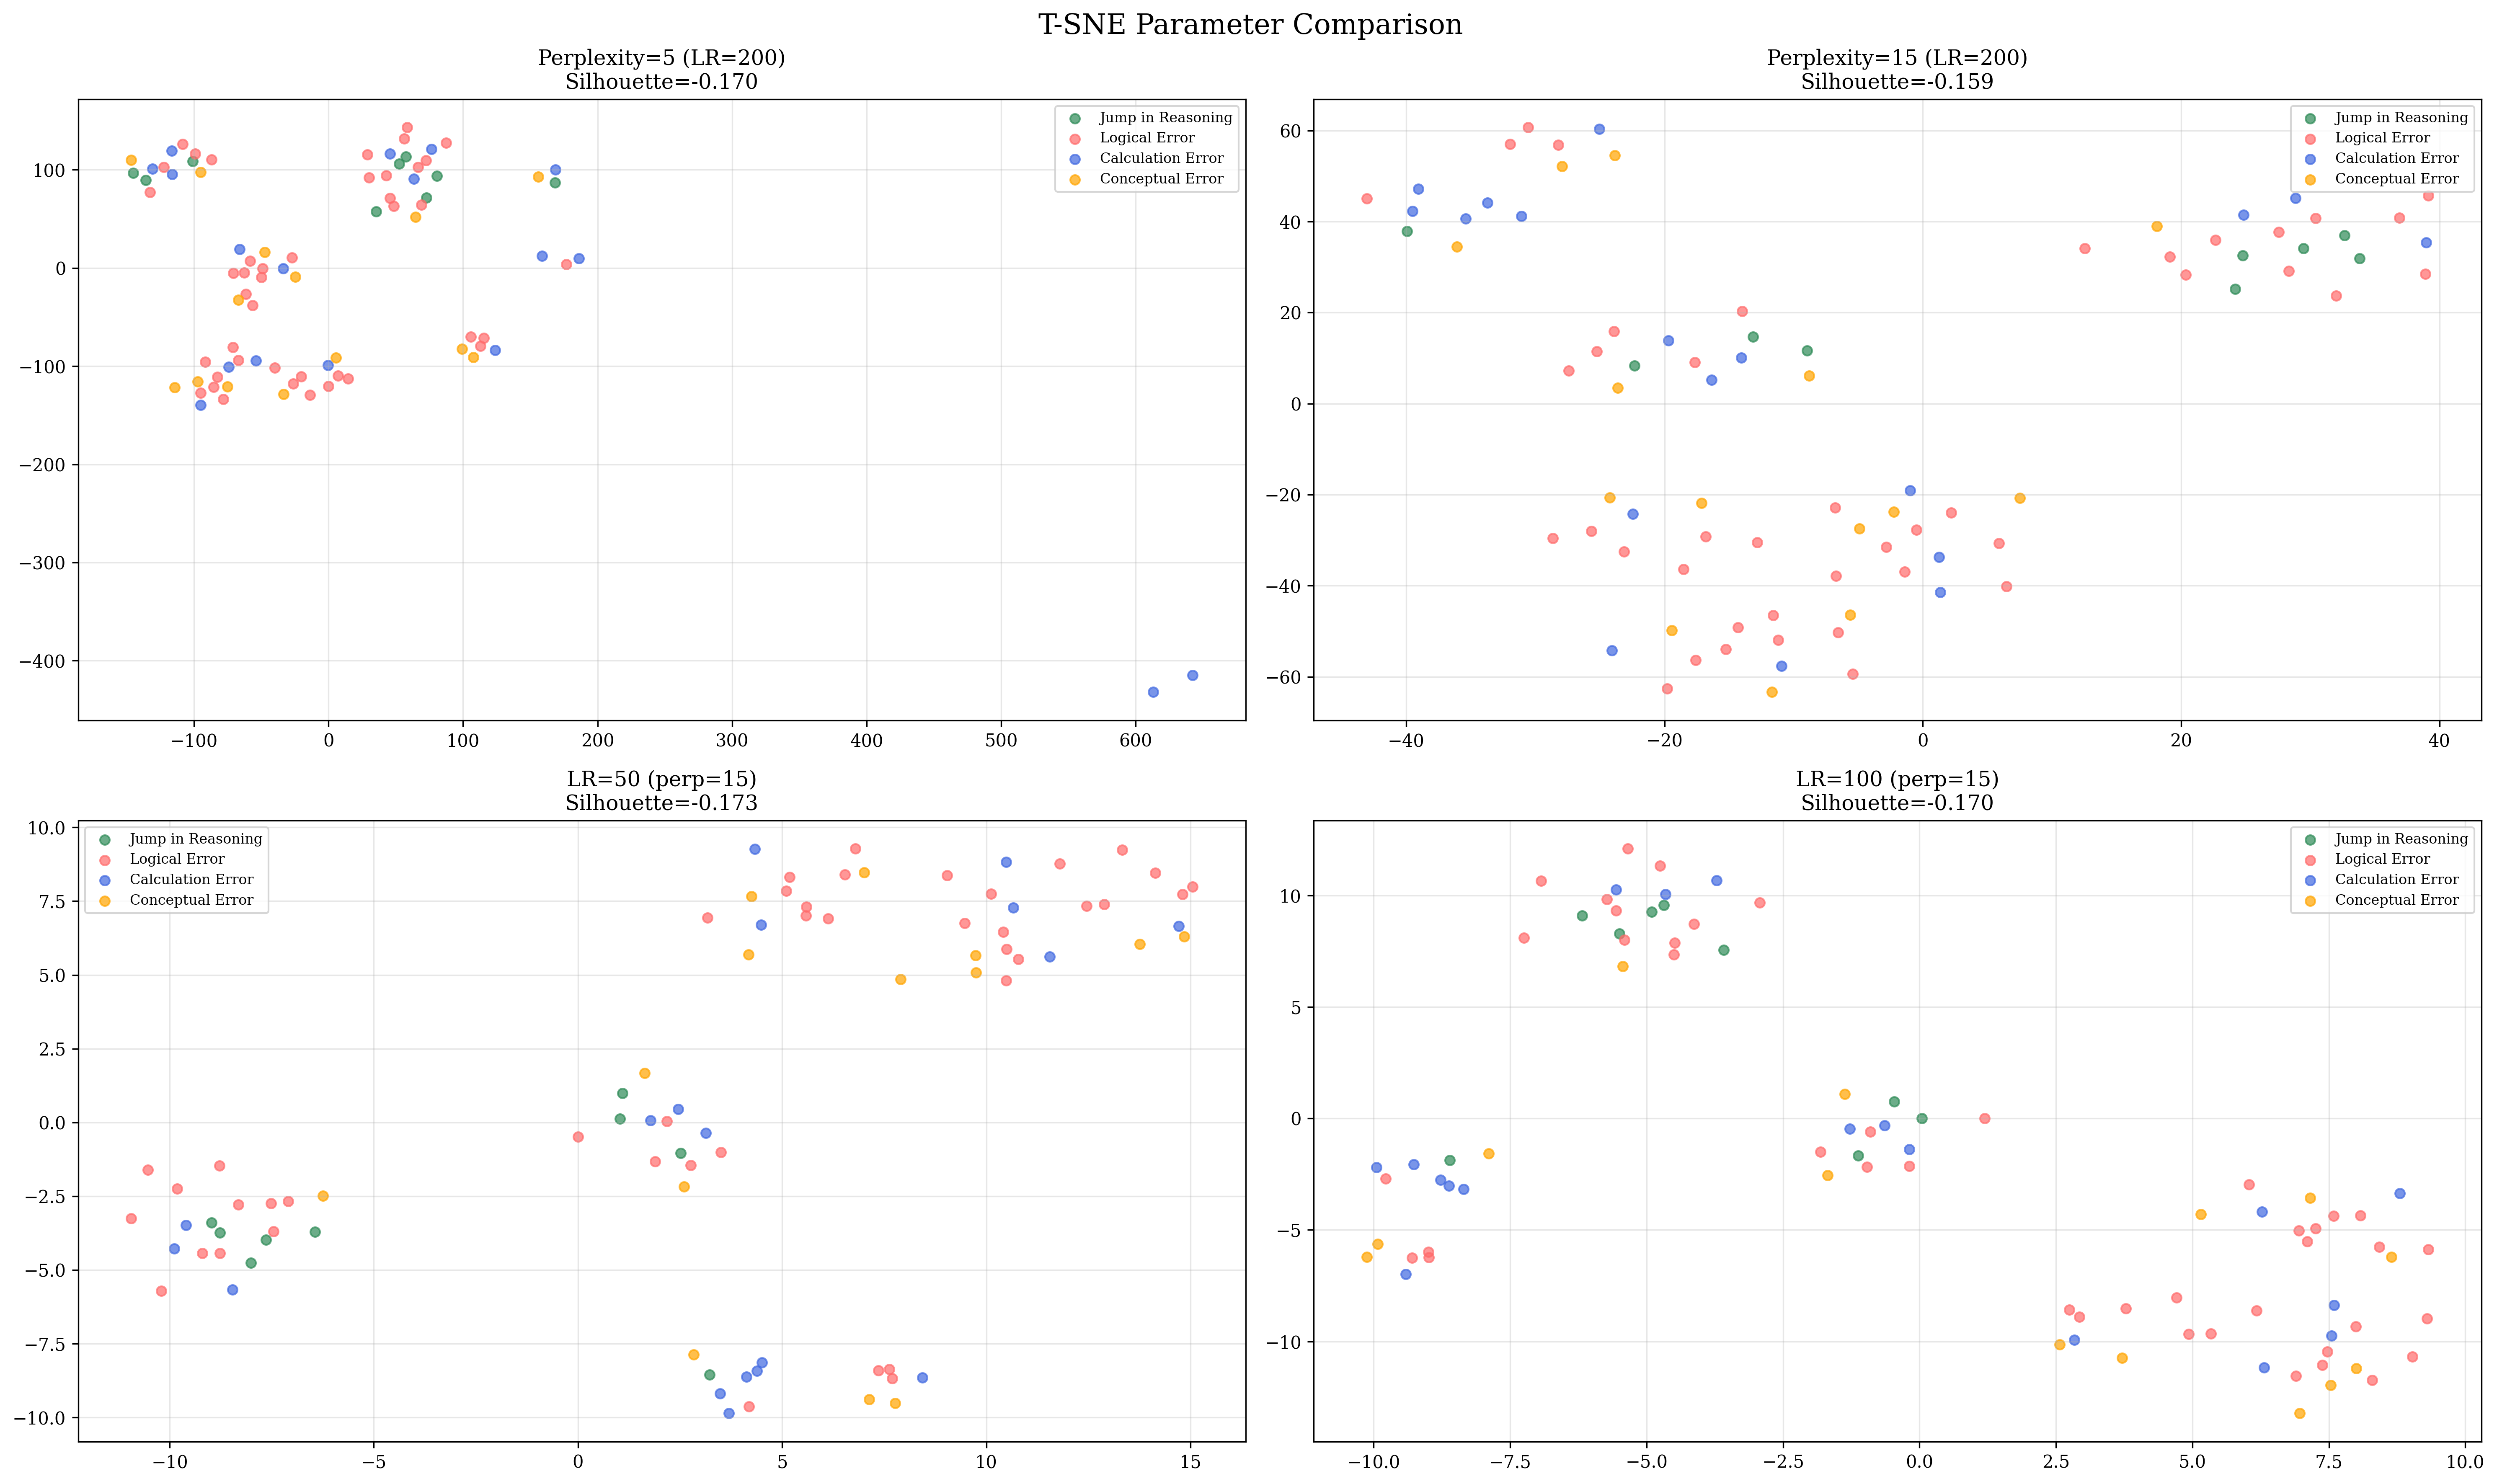 T-SNE Parameter Comparison
Perplexity=5 (LR=200)
Silhouette=-0.170
Jump in Reasoning
Logical Error
Calculation Error
Conceptual Error
100
0
−100
−200
−300
−400
−100
0
100
200
300
400
500
600
Perplexity=15 (LR=200)
Silhouette=-0.159
Jump in Reasoning
Logical Error
Calculation Error
Conceptual Error
60
40
20
0
−20
−40
−60
−40
−20
0
20
40
LR=50 (perp=15)
Silhouette=-0.173
Jump in Reasoning
Logical Error
Calculation Error
Conceptual Error
10.0
7.5
5.0
2.5
0.0
−2.5
−5.0
−7.5
−10.0
−10
−5
0
5
10
15
LR=100 (perp=15)
Silhouette=-0.170
Jump in Reasoning
Logical Error
Calculation Error
Conceptual Error
10
5
0
−5
−10
−10.0
−7.5
−5.0
−2.5
0.0
2.5
5.0
7.5
10.0